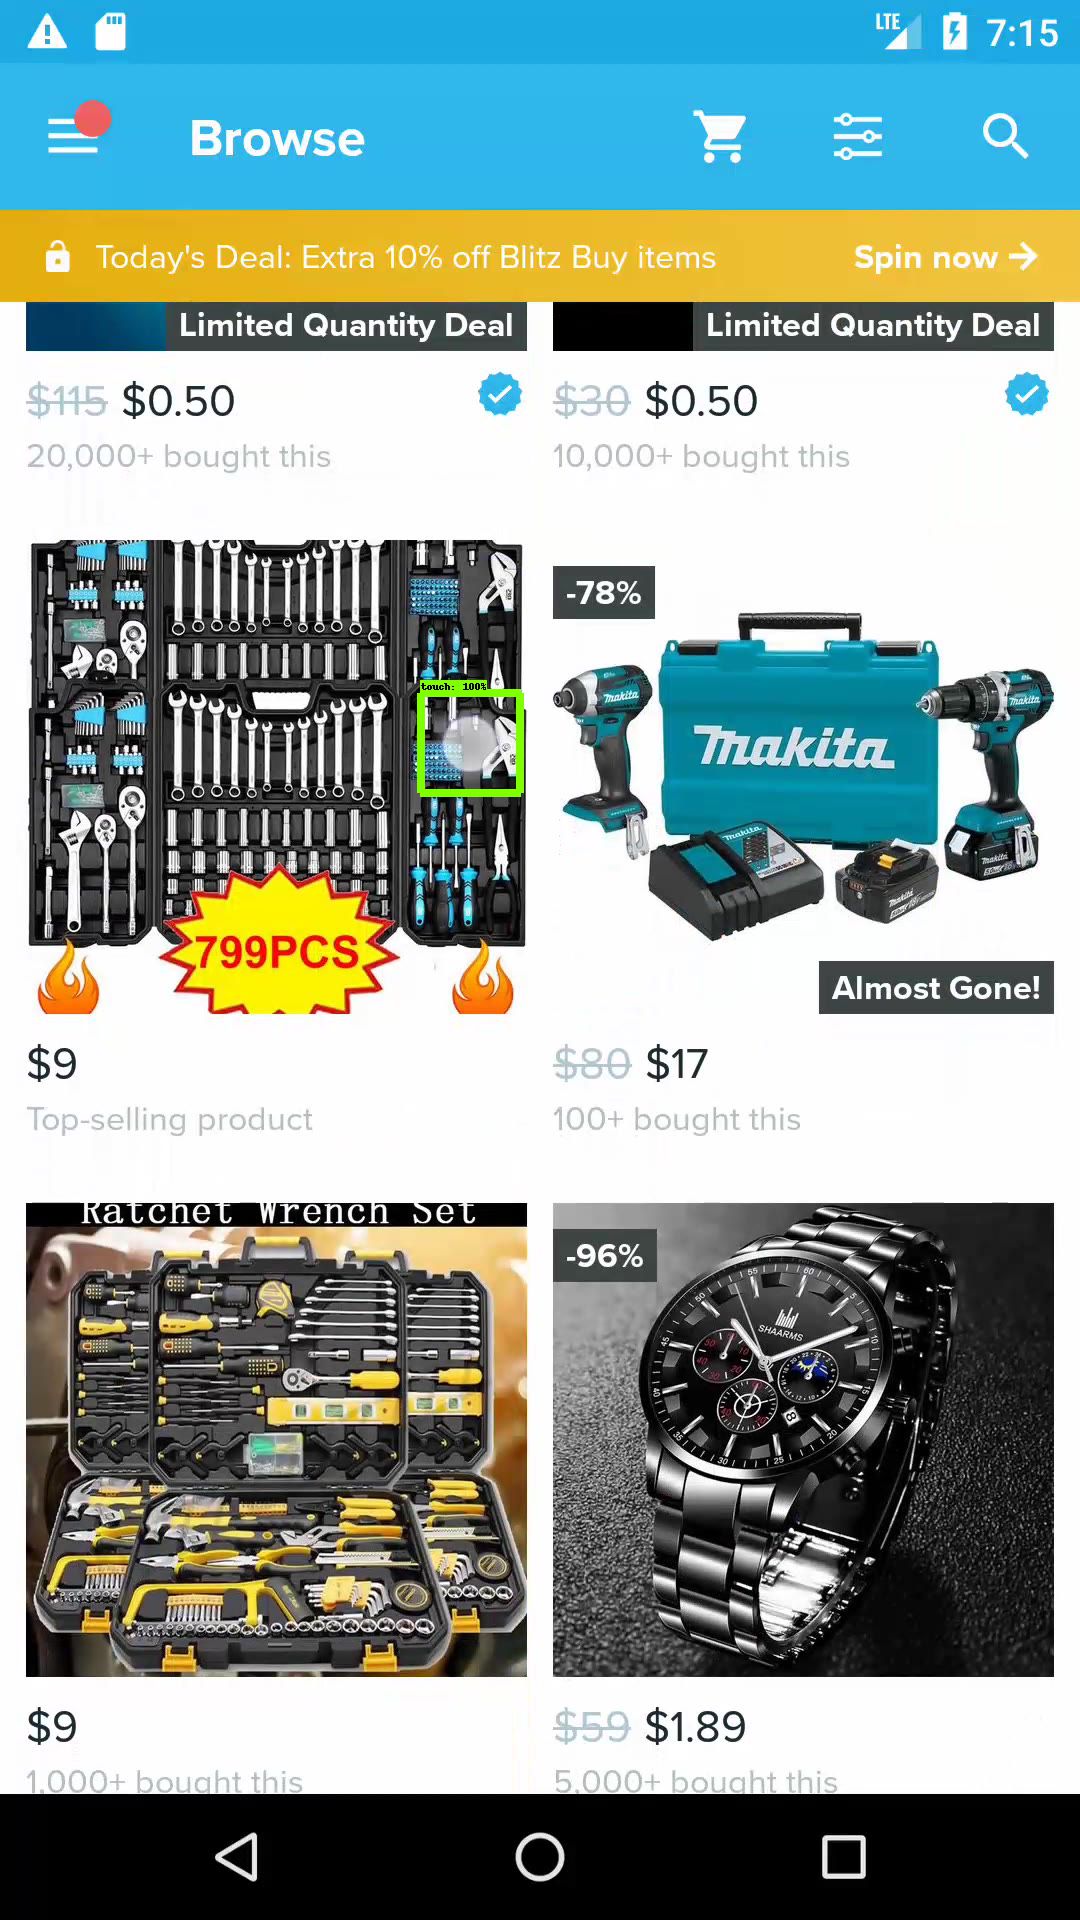 LTE 7:15
Browse
Today's Deal: Extra 10% off Blitz Buy items Spin now →
Limited Quantity Deal Limited Quantity Deal
$115 $0.50 $30 $0.50
20,000+ bought this 10,000+ bought this
-78%
makita
makita
touch: 100%
makita
makita
799PCS
Almost Gone!
$9 $80 $17
Top-selling product 100+ bought this
Ratchet Wrench Set
-96%
SHAARMS
$9 $59 $1.89
1,000+ bought this 5,000+ bought this